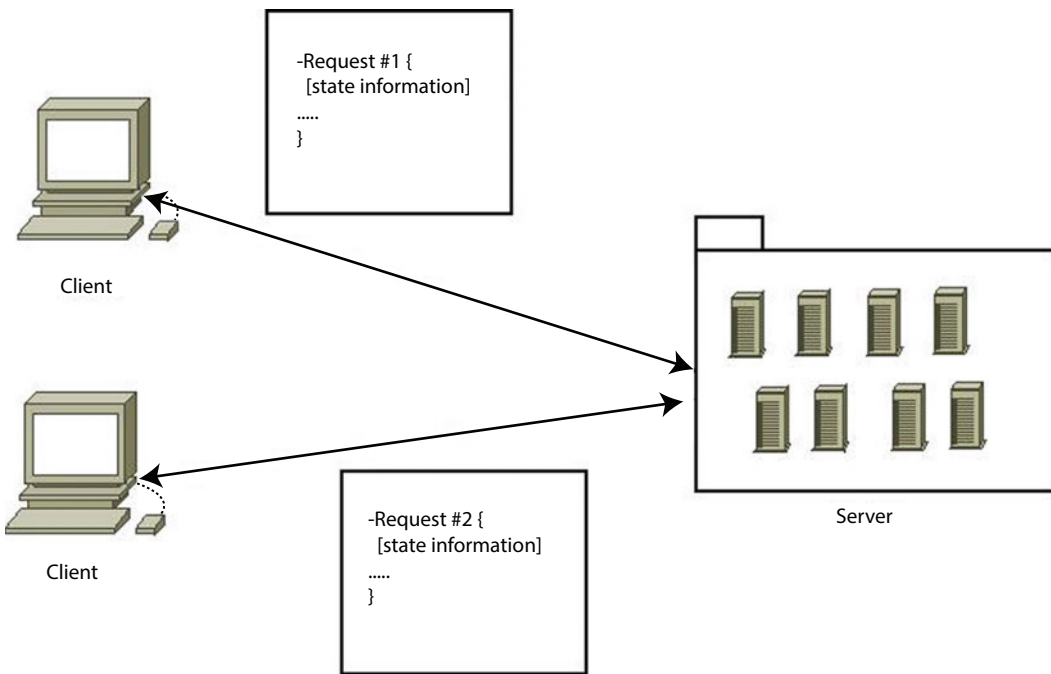 -Request #1 {
[state information]
.....
}
Client
Server
Client
-Request #2 {
[state information]
.....
}